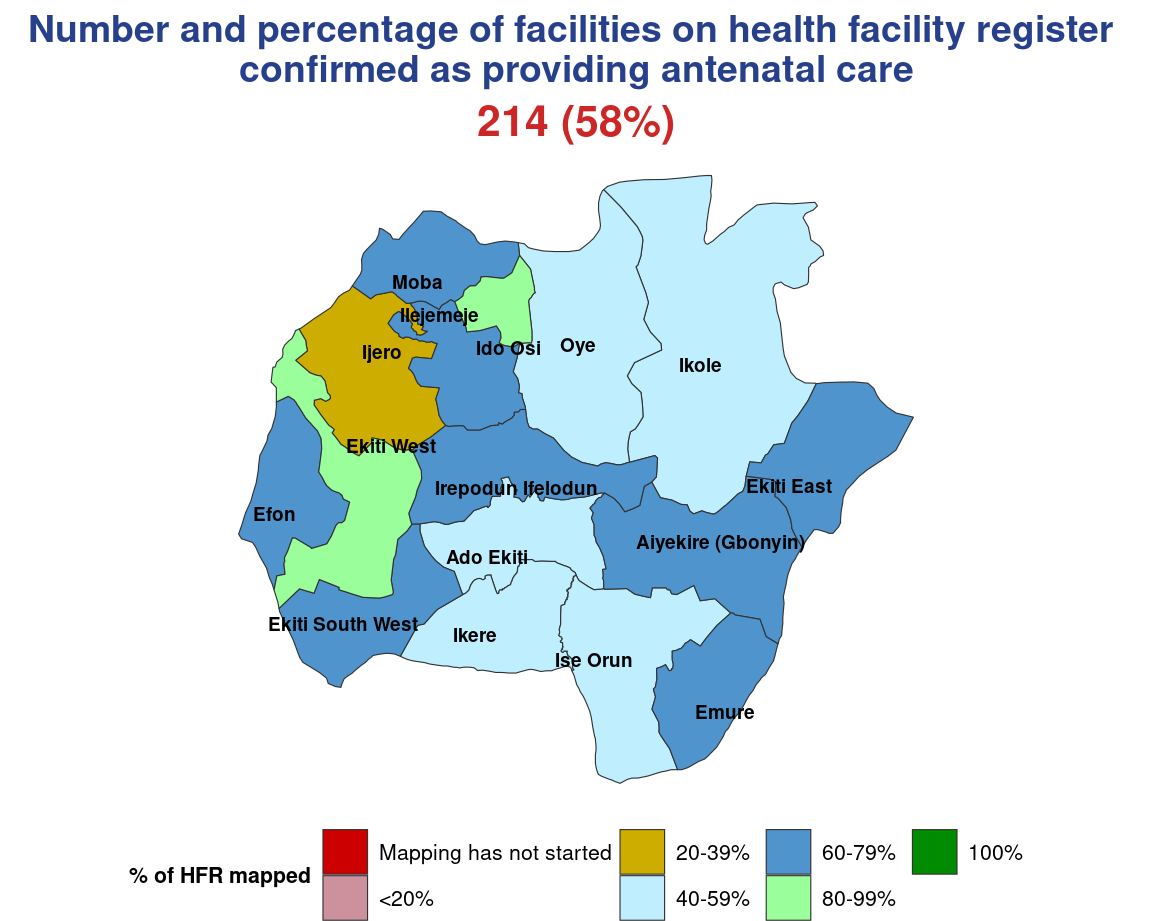 Number and percentage of facilities on health facility register
confirmed as providing antenatal care
214 (58%)
Moba
Ilejemeje
Ijero
Ido Osi
Oye
Ikole
Ekiti West
Irepodun Ifelodun
Ekiti East
Efon
Aiyekire (Gbonyin)
Ado Ekiti
Ekiti South West
Ikere
Ise Orun
Emure
% of HFR mapped
Mapping has not started
<20%
20-39%
40-59%
60-79%
80-99%
100%